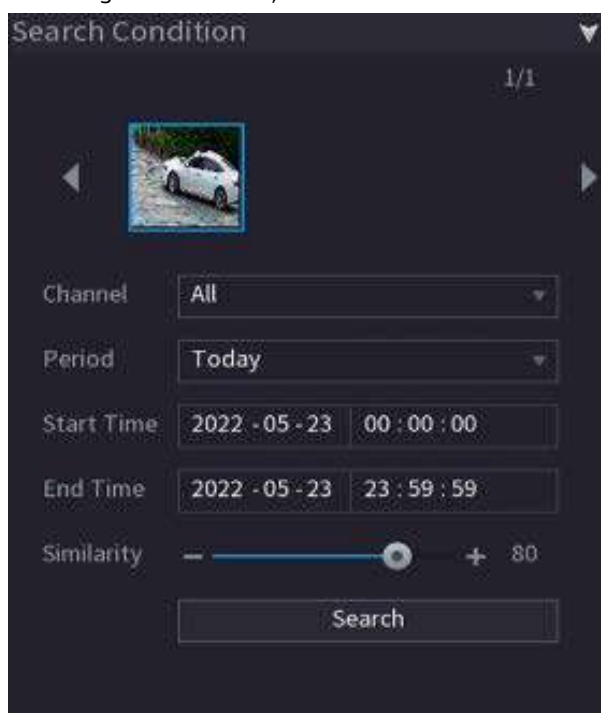 Search Condition
1/1
Channel All
Period Today
Start Time 2022 - 05 - 23 00 : 00 : 00
End Time 2022 - 05 - 23 23 : 59 : 59
Similarity − + 80
Search